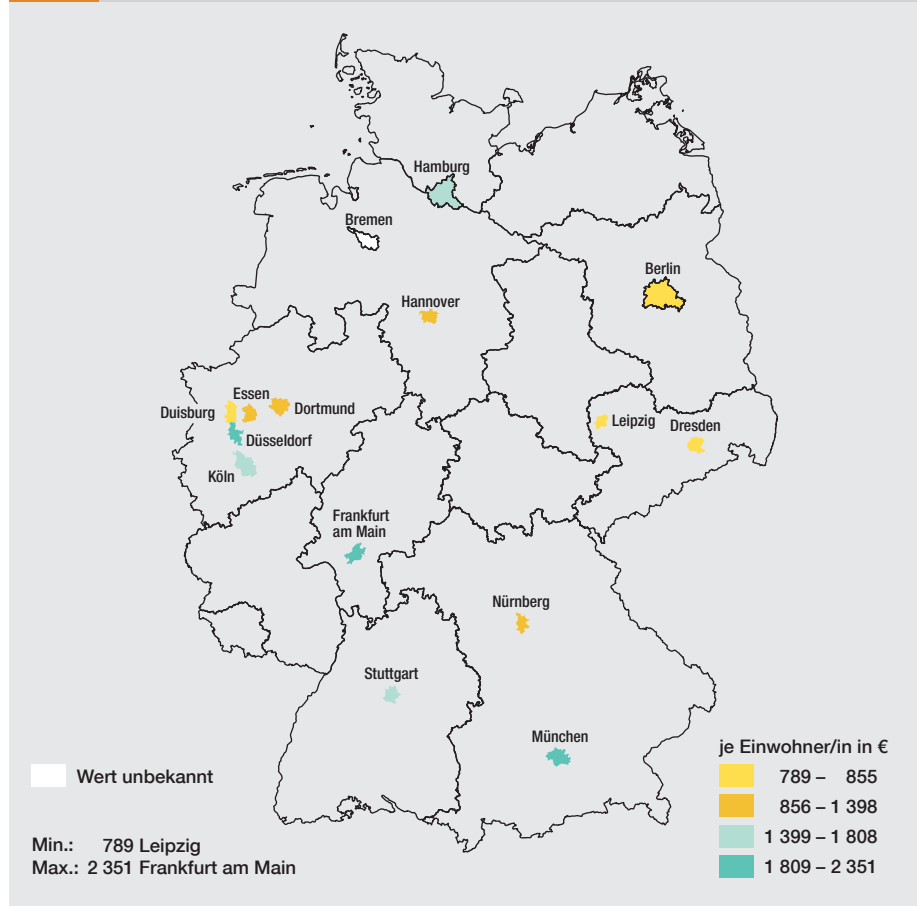 Hamburg
Bremen
Berlin
Hannover
Essen
Duisburg
Dortmund
Düsseldorf
Köln
Leipzig
Dresden
Frankfurt
am Main
Nürnberg
Stuttgart
München
Wert unbekannt
Min.: 789 Leipzig
Max.: 2 351 Frankfurt am Main
je Einwohner/in in €
789 – 855
856 – 1 398
1 399 – 1 808
1 809 – 2 351